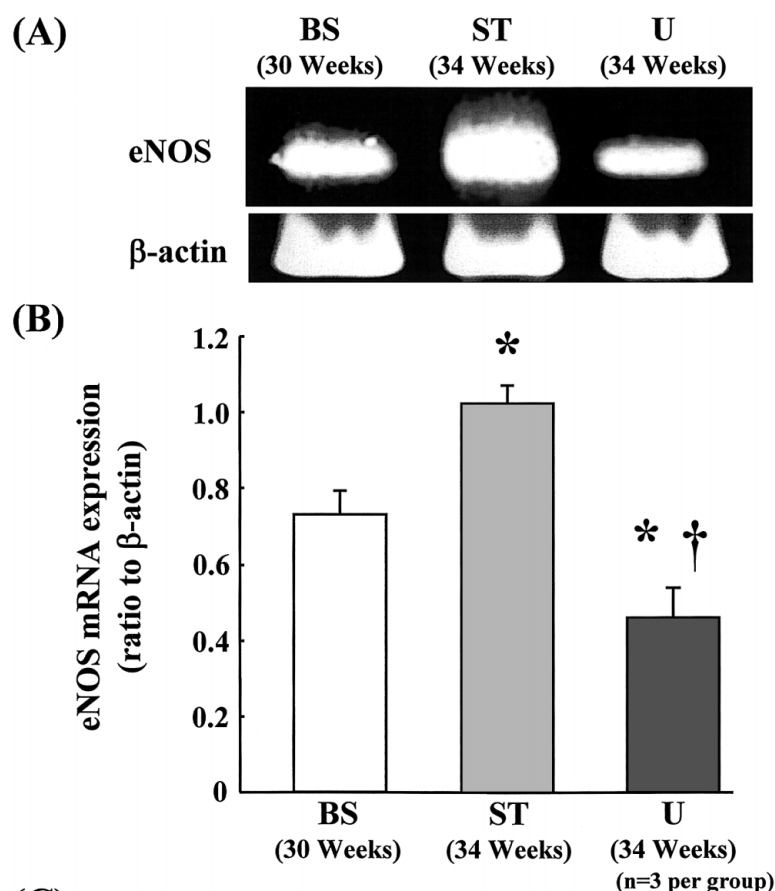 (A)
BS ST U
(30 Weeks) (34 Weeks) (34 Weeks)
eNOS
β-actin
(B)
eNOS mRNA expression
(ratio to β-actin)
1.2
1.0
0.8
0.6
0.4
0.2
0
*
* †
BS ST U
(30 Weeks) (34 Weeks) (34 Weeks)
(n=3 per group)